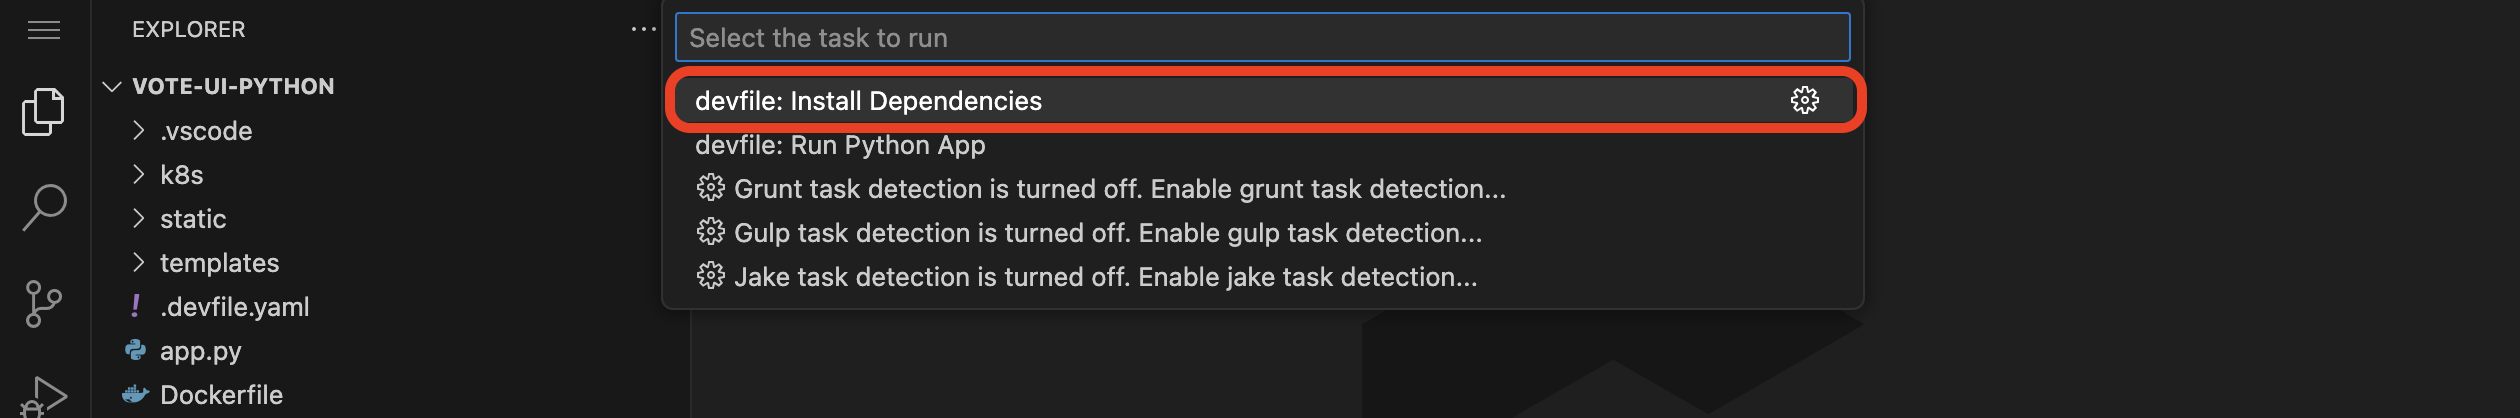 EXPLORER
VOTE-UI-PYTHON
.vscode
k8s
static
templates
.devfile.yaml
app.py
Dockerfile
Select the task to run
devfile: Install Dependencies
devfile: Run Python App
Grunt task detection is turned off. Enable grunt task detection...
Gulp task detection is turned off. Enable gulp task detection...
Jake task detection is turned off. Enable jake task detection...